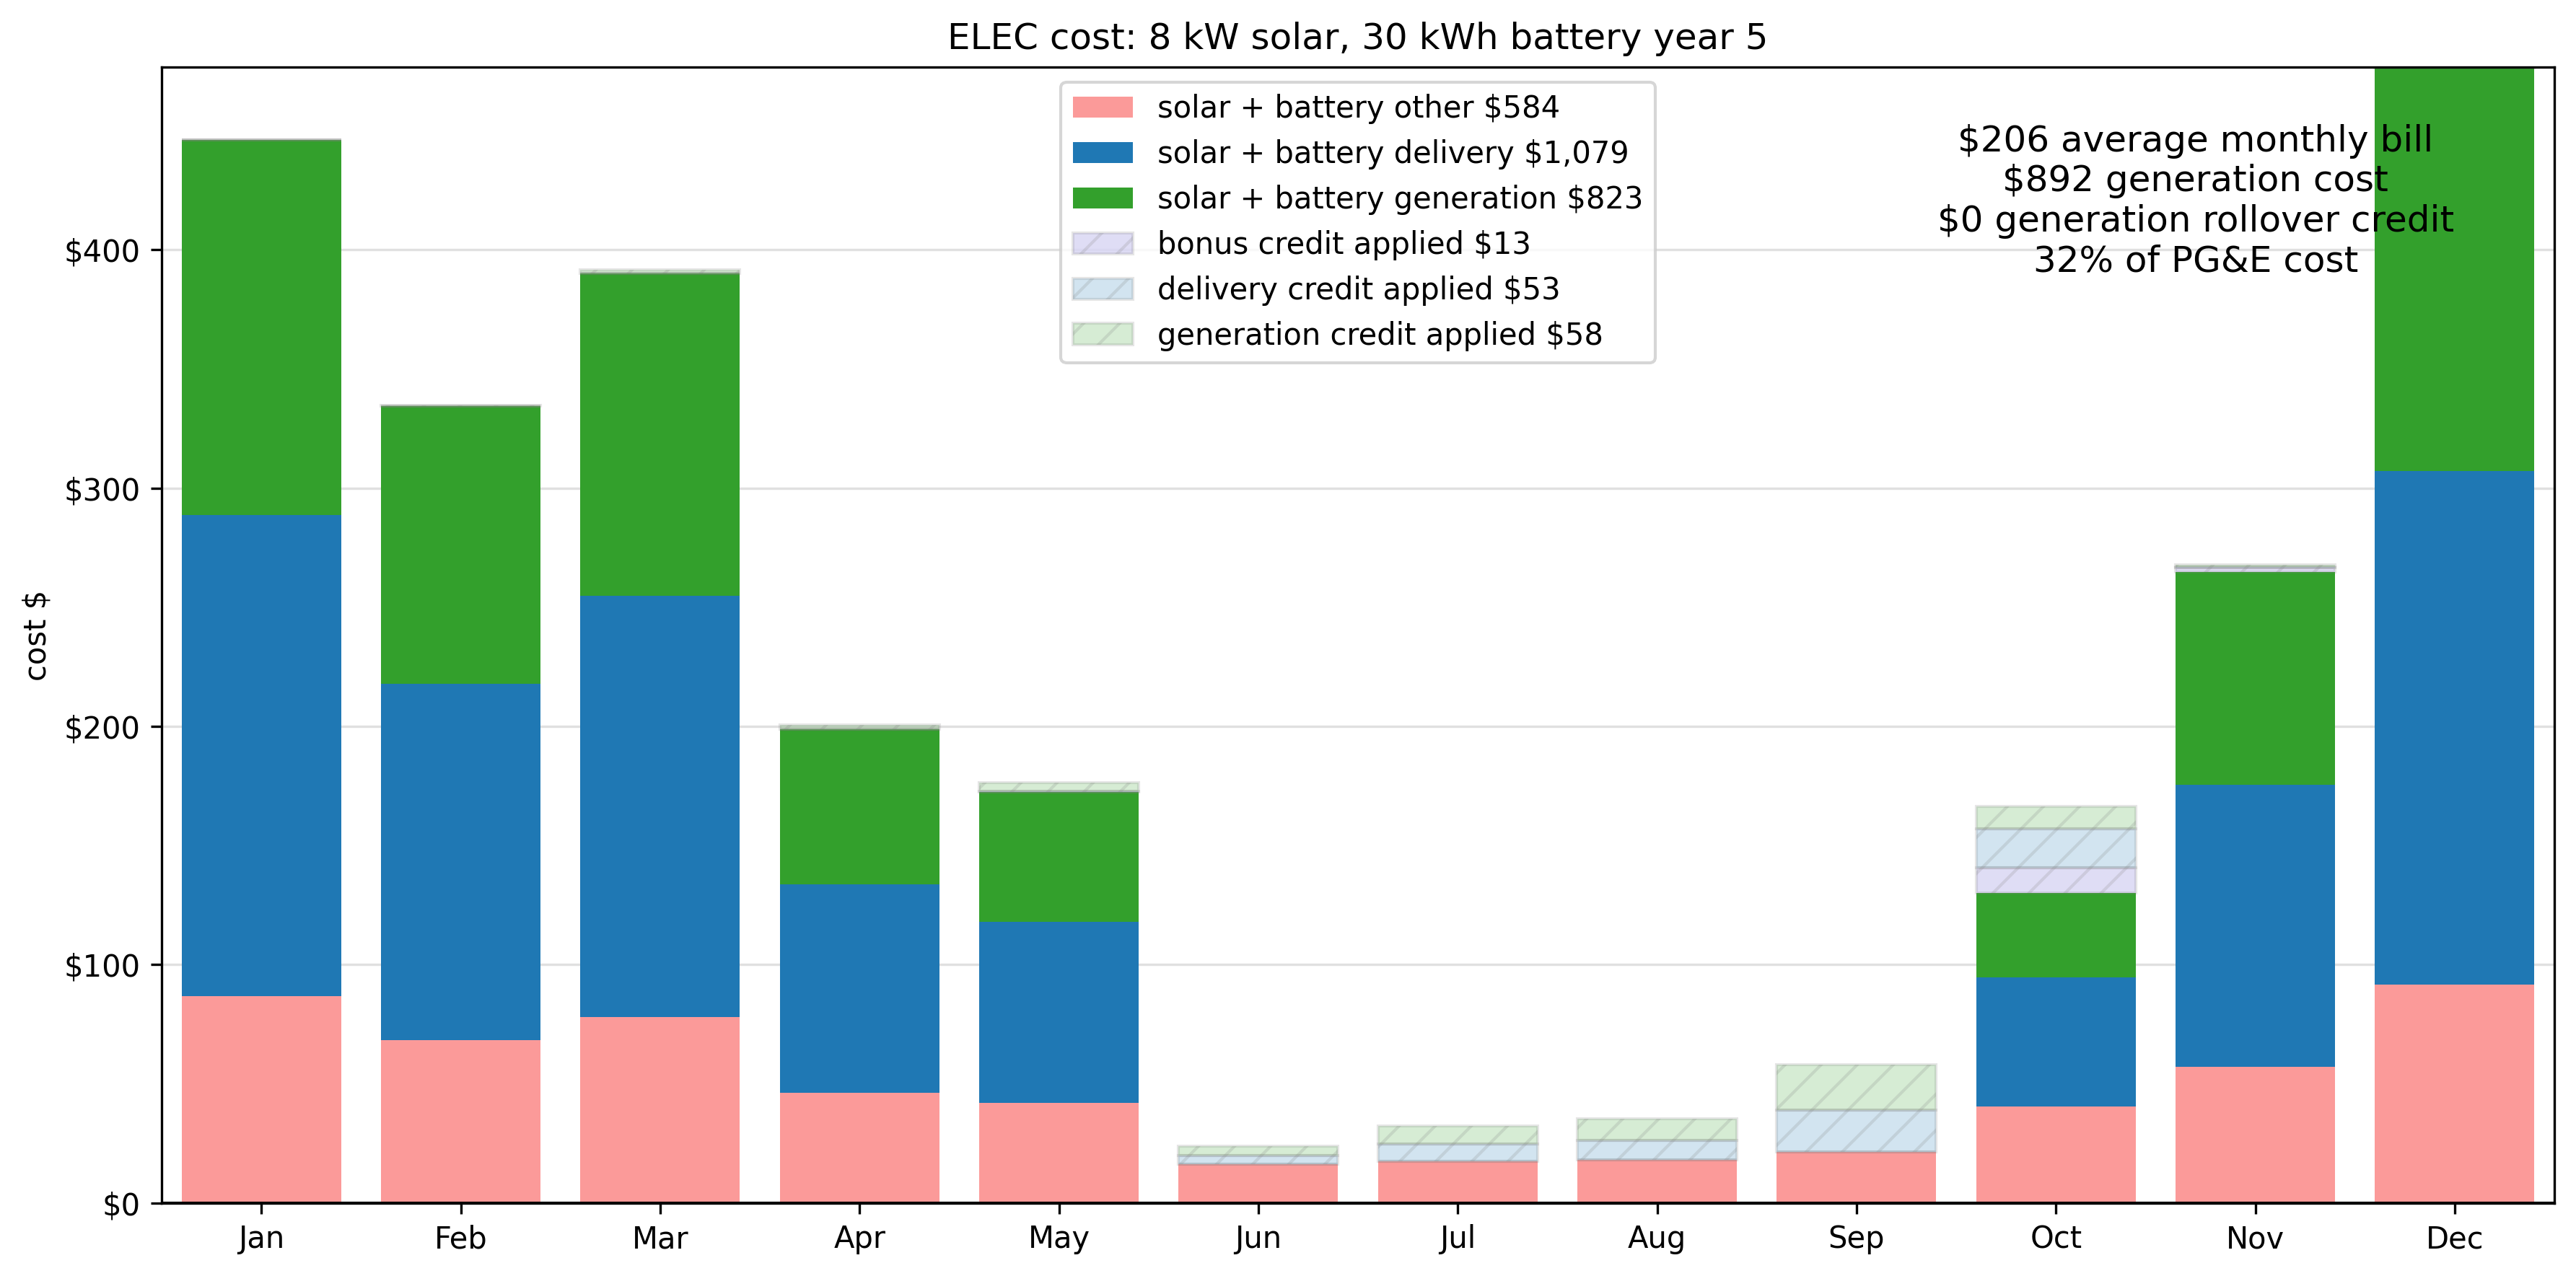 ELEC cost: 8 kW solar, 30 kWh battery year 5
solar + battery other $584
solar + battery delivery $1,079
solar + battery generation $823
bonus credit applied $13
delivery credit applied $53
generation credit applied $58
$206 average monthly bill
$892 generation cost
$0 generation rollover credit
32% of PG&E cost
cost $
$400
$300
$200
$100
$0
Jan Feb Mar Apr May Jun Jul Aug Sep Oct Nov Dec